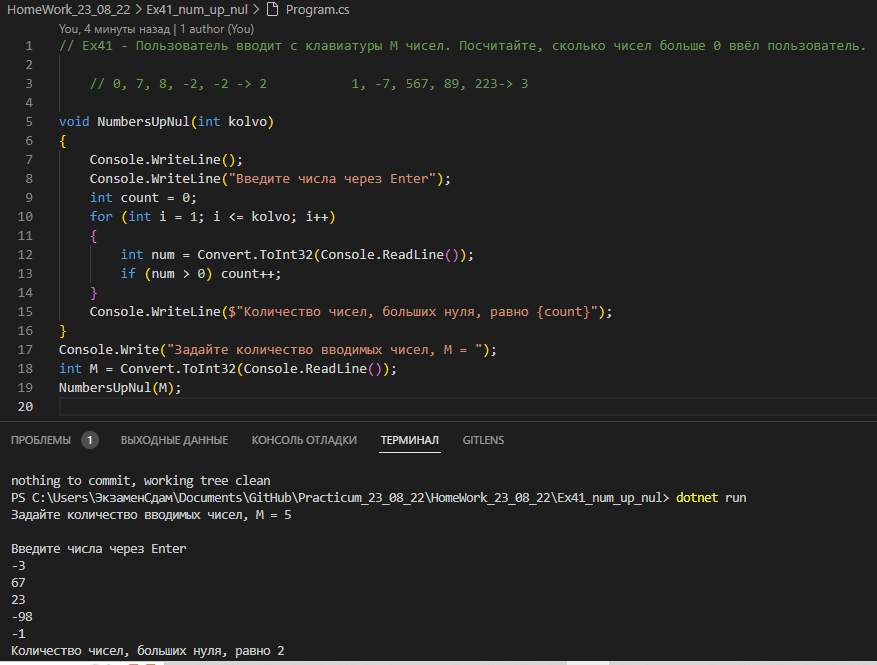 HomeWork_23_08_22 > Ex41_num_up_nul > Program.cs
You, 4 минуты назад | 1 author (You)
1 // Ex41 - Пользователь вводит с клавиатуры M чисел. Посчитайте, сколько чисел больше 0 ввёл пользователь.
2
3 // 0, 7, 8, -2, -2 -> 2 1, -7, 567, 89, 223-> 3
4
5 void NumbersUpNul(int kolvo)
6 {
7 Console.WriteLine();
8 Console.WriteLine("Введите числа через Enter");
9 int count = 0;
10 for (int i = 1; i <= kolvo; i++)
11 {
12 int num = Convert.ToInt32(Console.ReadLine());
13 if (num > 0) count++;
14 }
15 Console.WriteLine($"Количество чисел, больших нуля, равно {count}");
16 }
17 Console.Write("Задайте количество вводимых чисел, M = ");
18 int M = Convert.ToInt32(Console.ReadLine());
19 NumbersUpNul(M);
20
ПРОБЛЕМЫ 1 ВЫХОДНЫЕ ДАННЫЕ КОНСОЛЬ ОТЛАДКИ ТЕРМИНАЛ GITLENS
nothing to commit, working tree clean
PS C:\Users\ЭкзаменСдам\Documents\GitHub\Practicum_23_08_22\HomeWork_23_08_22\Ex41_num_up_nul> dotnet run
Задайте количество вводимых чисел, M = 5
Введите числа через Enter
-3
67
23
-98
-1
Количество чисел, больших нуля, равно 2